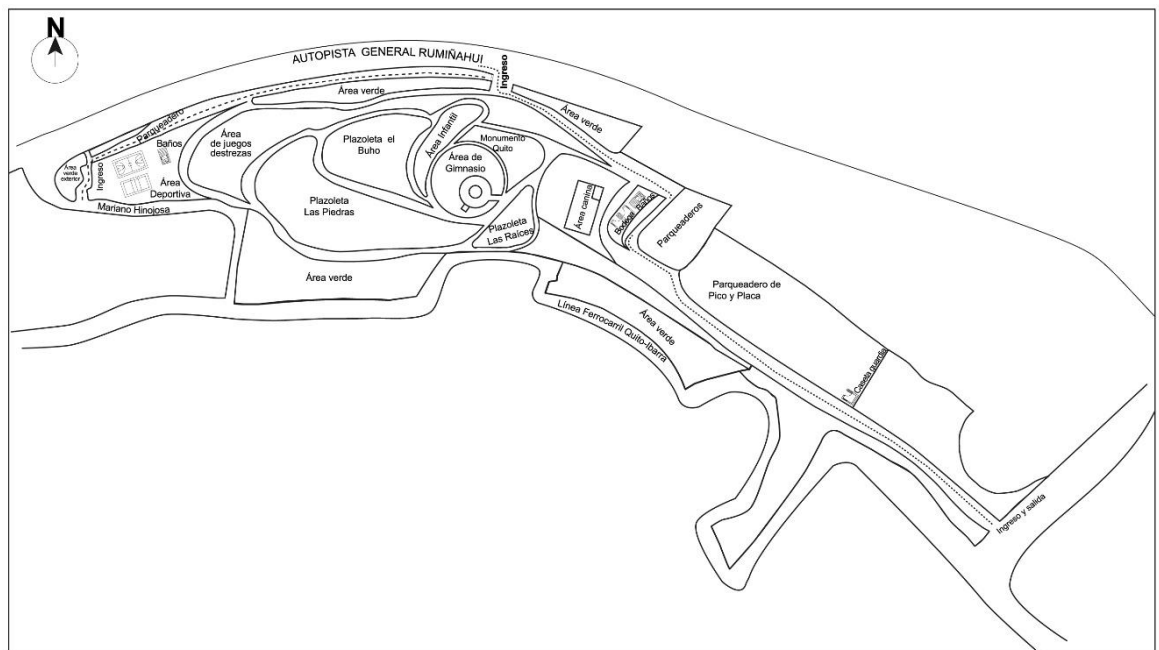 N
AUTOPISTA GENERAL RUMIÑAHUI
Ingreso
Área verde
Área verde
Parqueadero
Baños
Área
de juegos
destrezas
Plazoleta el
Buho
Área Infantil
Monumento
Quito
Área de
Gimnasio
Área
verde
exterior
Ingreso
Área
Deportiva
Mariano Hinojosa
Plazoleta
Las Piedras
Plazoleta
Las Raíces
Área canina
Bodega
Baños
Parqueaderos
Área verde
Parqueadero de
Pico y Placa
Línea Ferrocarril Quito-Ibarra
Área verde
Caseta guardia
Ingreso y salida